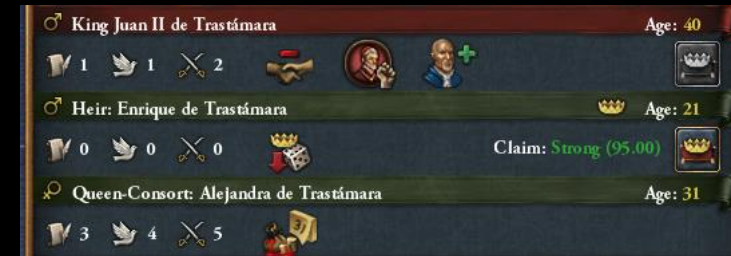 King Juan II de Trastámara Age: 40
1 1 2
Heir: Enrique de Trastámara Age: 21
0 0 0 Claim: Strong (95.00)
Queen-Consort: Alejandra de Trastámara Age: 31
3 4 5 31